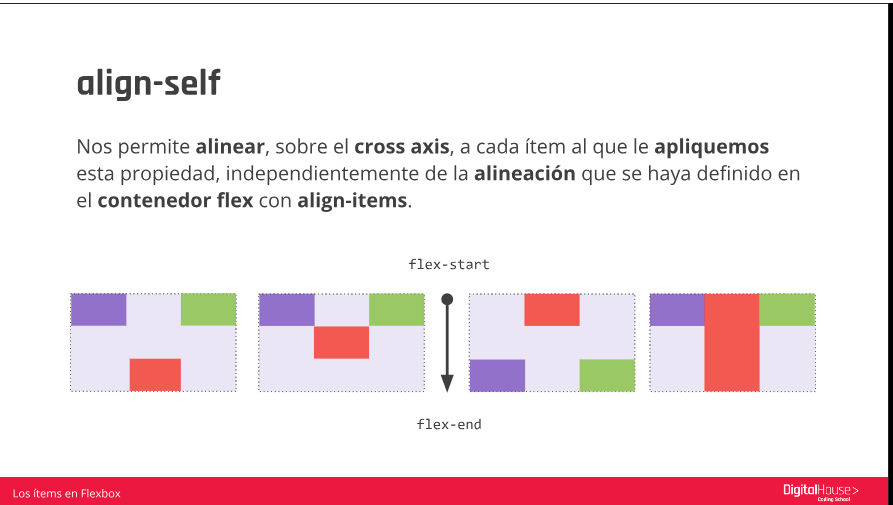 align-self
Nos permite alinear, sobre el cross axis, a cada ítem al que le apliquemos
esta propiedad, independientemente de la alineación que se haya definido en
el contenedor flex con align-items.
flex-start
flex-end
Los ítems en Flexbox
DigitalHouse>
Coding School